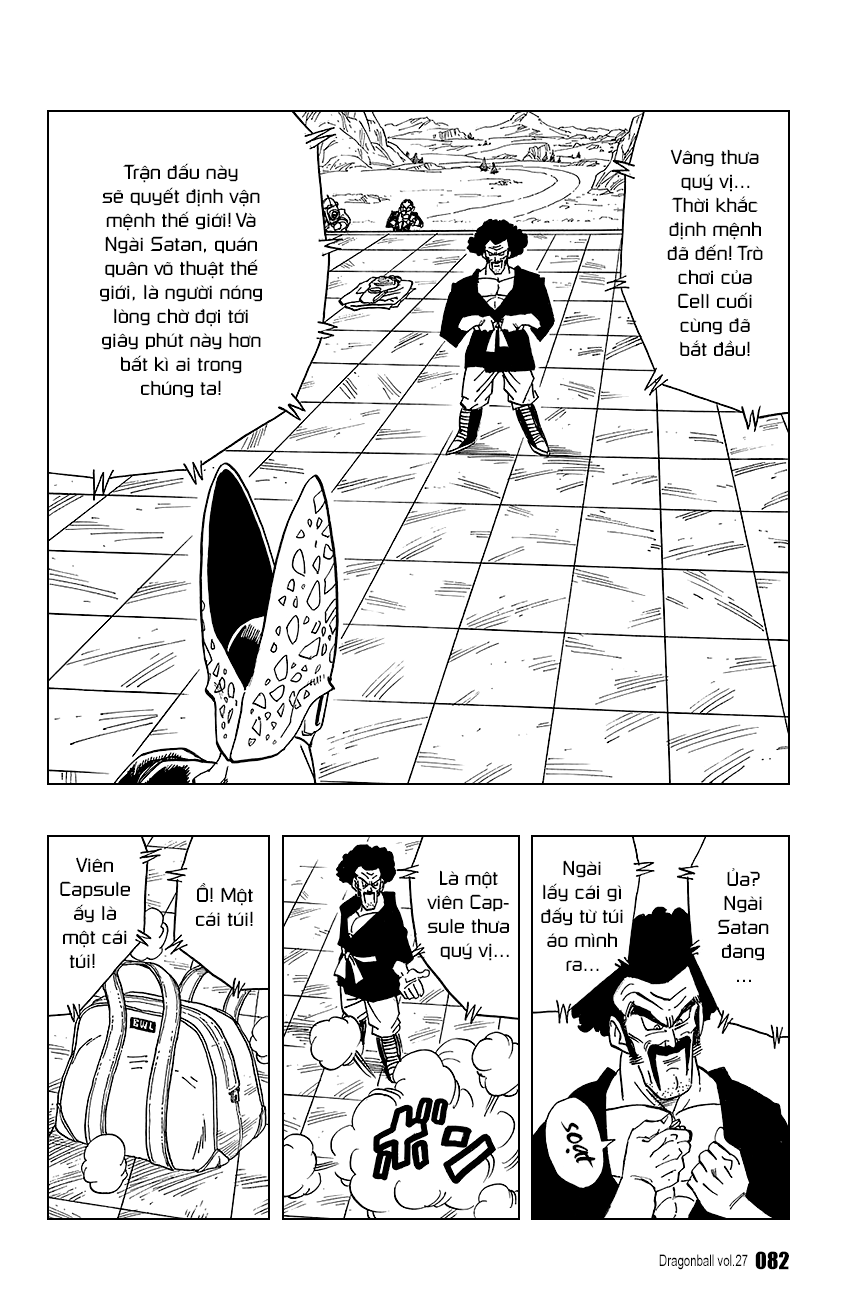 Vâng thưa
quý vị...
Thời khắc
định mệnh
đã đến! Trò
chơi của
Cell cuối
cùng đã
bắt đầu!
Trận đấu này
sẽ quyết định vận
mệnh thế giới! Và
Ngài Satan, quán
quân võ thuật thế
giới, là người nóng
lòng chờ đợi tới
giây phút này hơn
bất kì ai trong
chúng ta!
Ủa?
Ngài
Satan
đang
...
Ngài
lấy cái gì
đấy từ túi
áo mình
ra...
soạt
Là một
viên Cap-
sule thưa
quý vị...
ボン
Ồ! Một
cái túi!
Viên
Capsule
ấy là
một cái
túi!
BWL
Dragonball vol.27 082